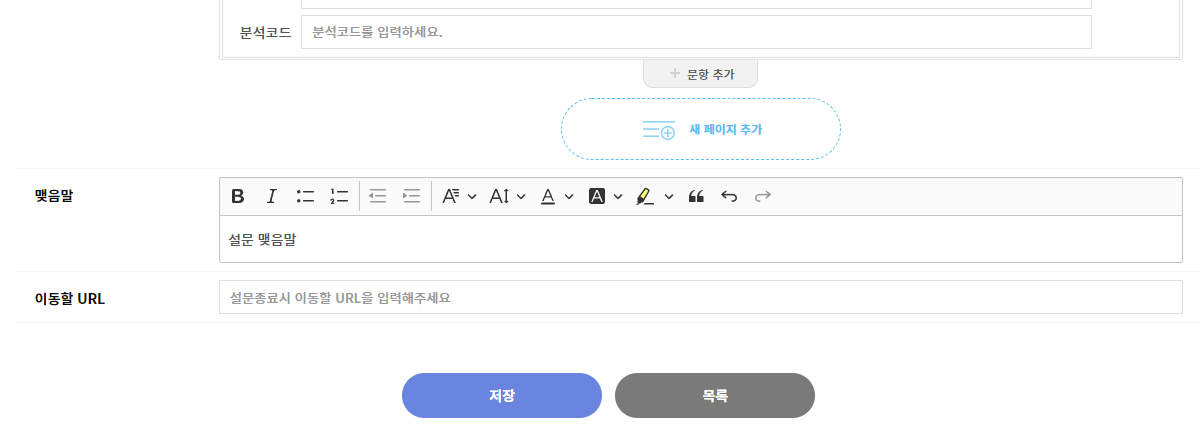 분석코드 분석코드를 입력하세요.
+ 문항 추가
새 페이지 추가
맺음말
설문 맺음말
이동할 URL 설문종료시 이동할 URL을 입력해주세요
저장 목록